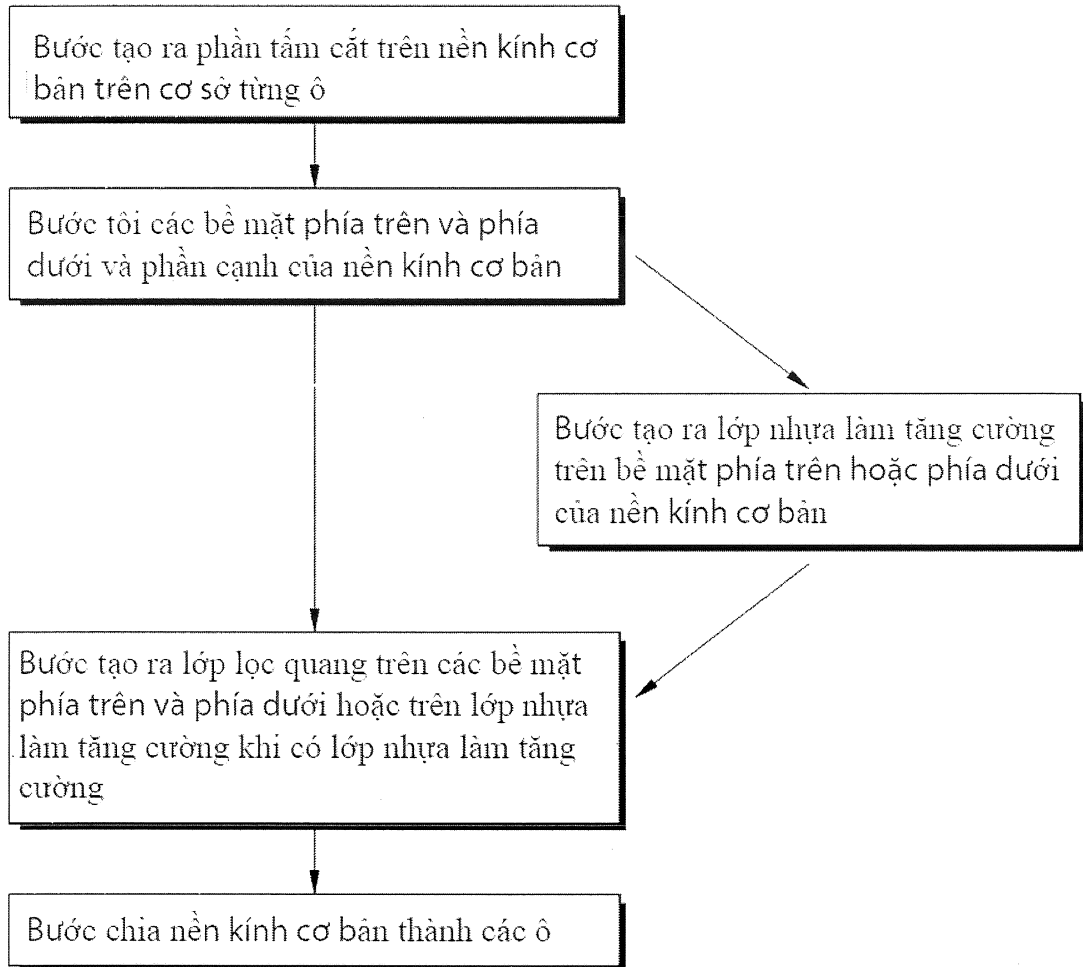 Bước tạo ra phần tấm cắt trên nền kính cơ
bản trên cơ sở từng ô
Bước tôi các bề mặt phía trên và phía
dưới và phần cạnh của nền kính cơ bản
Bước tạo ra lớp nhựa làm tăng cường
trên bề mặt phía trên hoặc phía dưới
của nền kính cơ bản
Bước tạo ra lớp lọc quang trên các bề mặt
phía trên và phía dưới hoặc trên lớp nhựa
làm tăng cường khi có lớp nhựa làm tăng
cường
Bước chia nền kính cơ bản thành các ô